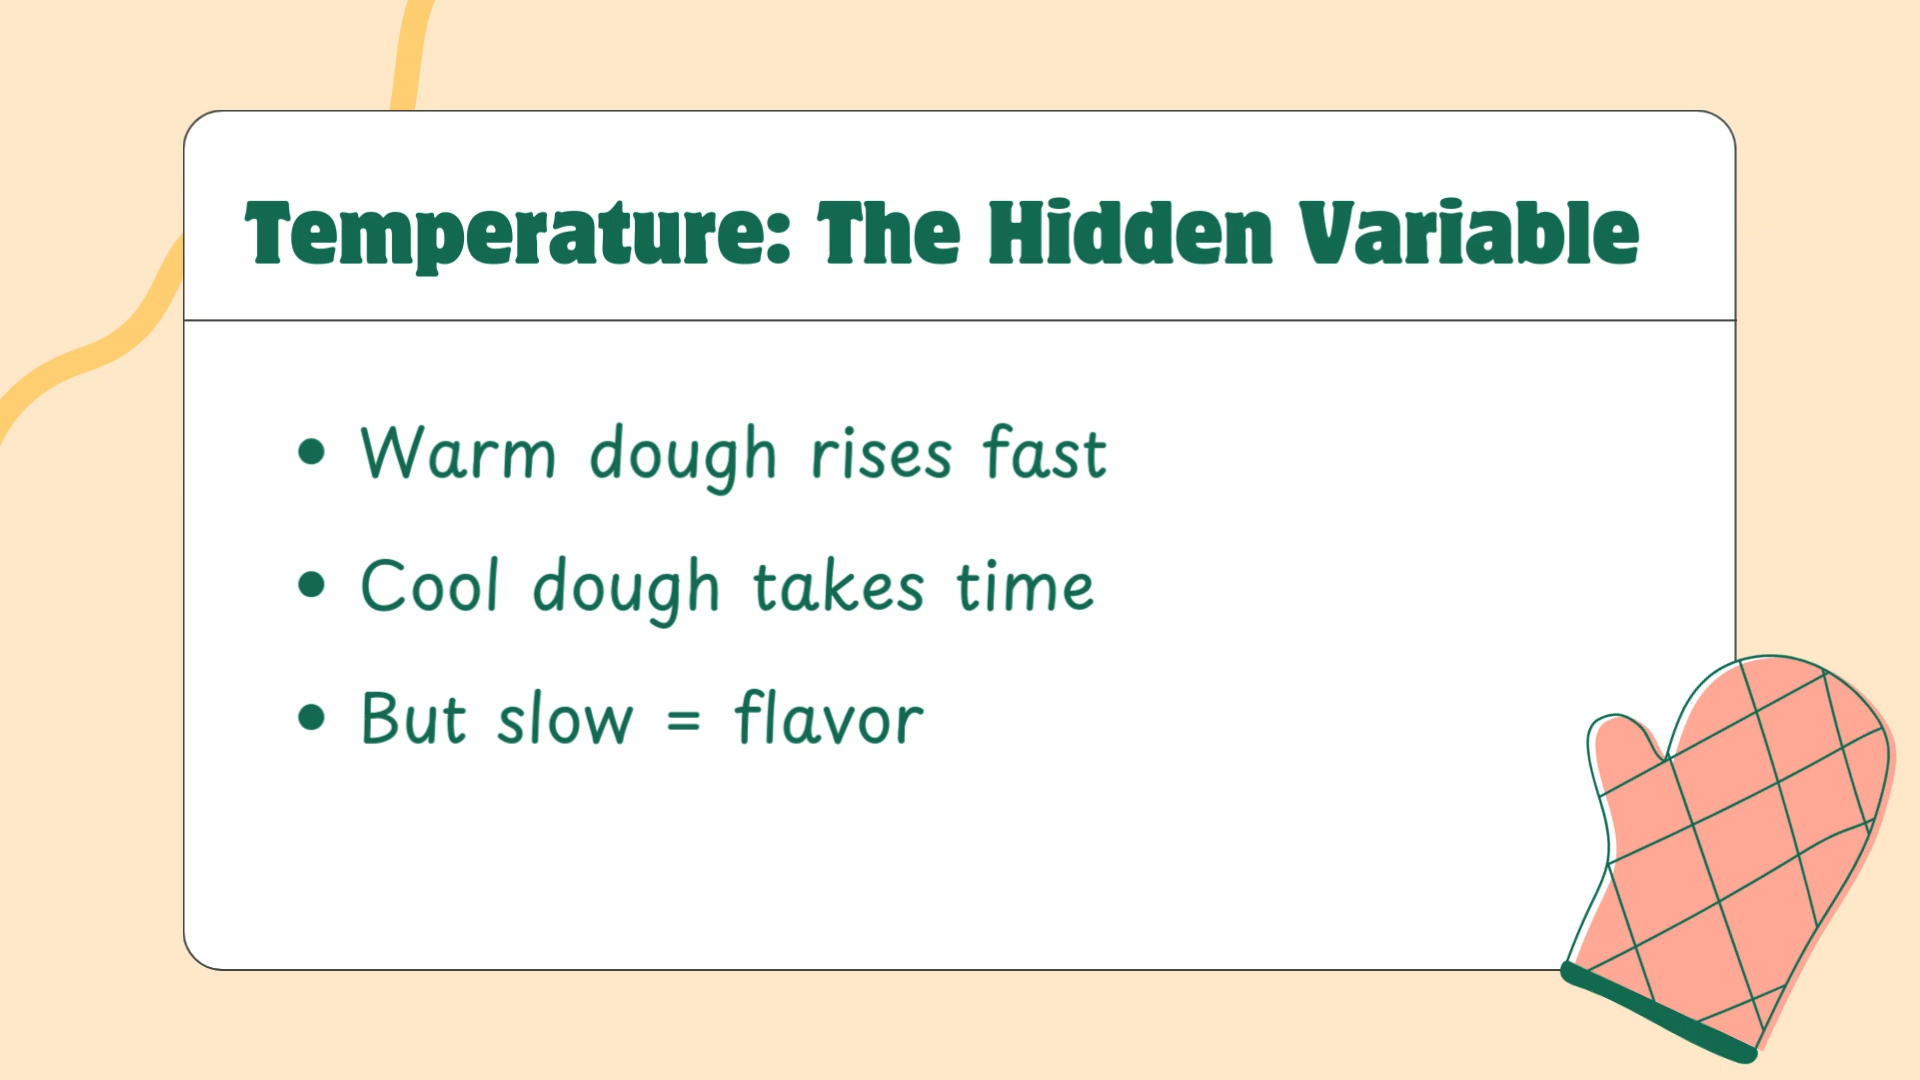 Temperature: The Hidden Variable
• Warm dough rises fast
• Cool dough takes time
• But slow = flavor